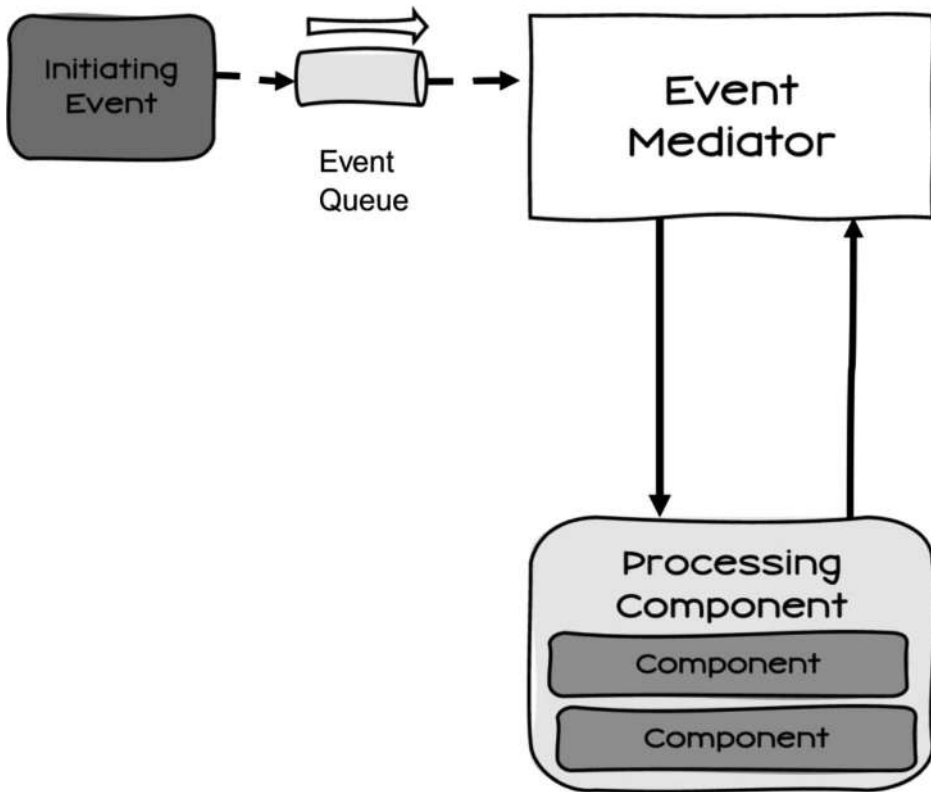 Initiating
Event
Event
Queue
Event
Mediator
Processing
Component
Component
Component